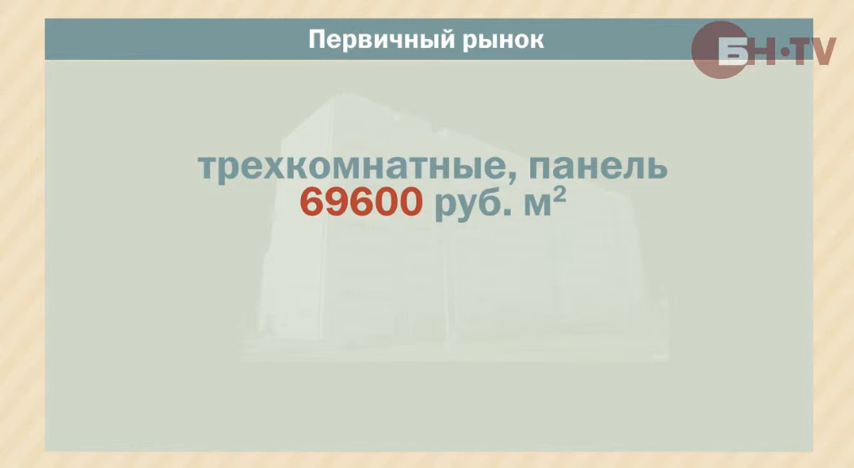 Первичный рынок
БН·TV
трехкомнатные, панель
69600 руб. м²